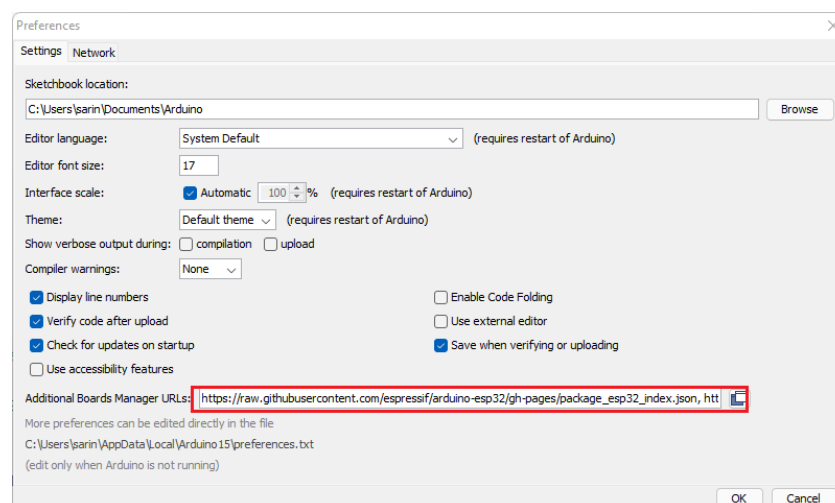 Preferences
Settings Network
Sketchbook location:
C:\Users\sarin\Documents\Arduino Browse
Editor language: System Default (requires restart of Arduino)
Editor font size: 17
Interface scale: Automatic 100 % (requires restart of Arduino)
Theme: Default theme (requires restart of Arduino)
Show verbose output during: compilation upload
Compiler warnings: None
Display line numbers Enable Code Folding
Verify code after upload Use external editor
Check for updates on startup Save when verifying or uploading
Use accessibility features
Additional Boards Manager URLs: https://raw.githubusercontent.com/espressif/arduino-esp32/gh-pages/package_esp32_index.json, htt
More preferences can be edited directly in the file
C:\Users\sarin\AppData\Local\Arduino15\preferences.txt
(edit only when Arduino is not running)
OK Cancel